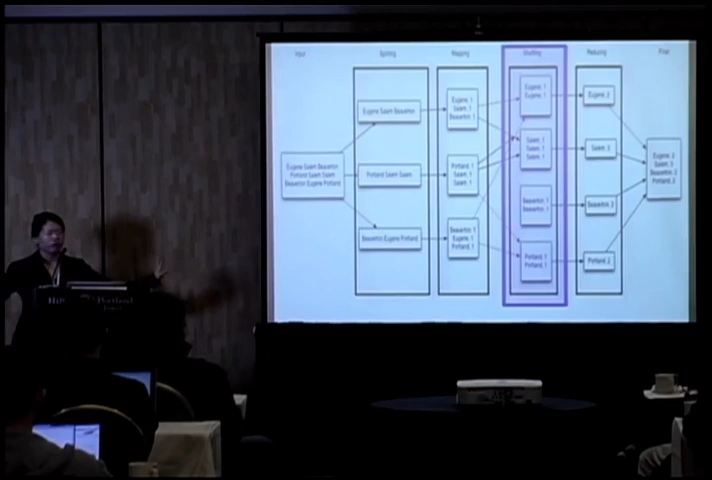 Input
Splitting
Mapping
Shuffling
Reducing
Final
Eugene Salem Beaverton
Portland Salem Salem
Beaverton Eugene Portland
Eugene Salem Beaverton
Portland Salem Salem
Beaverton Eugene Portland
Eugene, 1
Salem, 1
Beaverton, 1
Portland, 1
Salem, 1
Salem, 1
Beaverton, 1
Eugene, 1
Portland, 1
Eugene, 1
Eugene, 1
Salem, 1
Salem, 1
Salem, 1
Beaverton, 1
Beaverton, 1
Portland, 1
Portland, 1
Eugene, 2
Salem, 3
Beaverton, 2
Portland, 2
Eugene, 2
Salem, 3
Beaverton, 2
Portland, 2
Portland